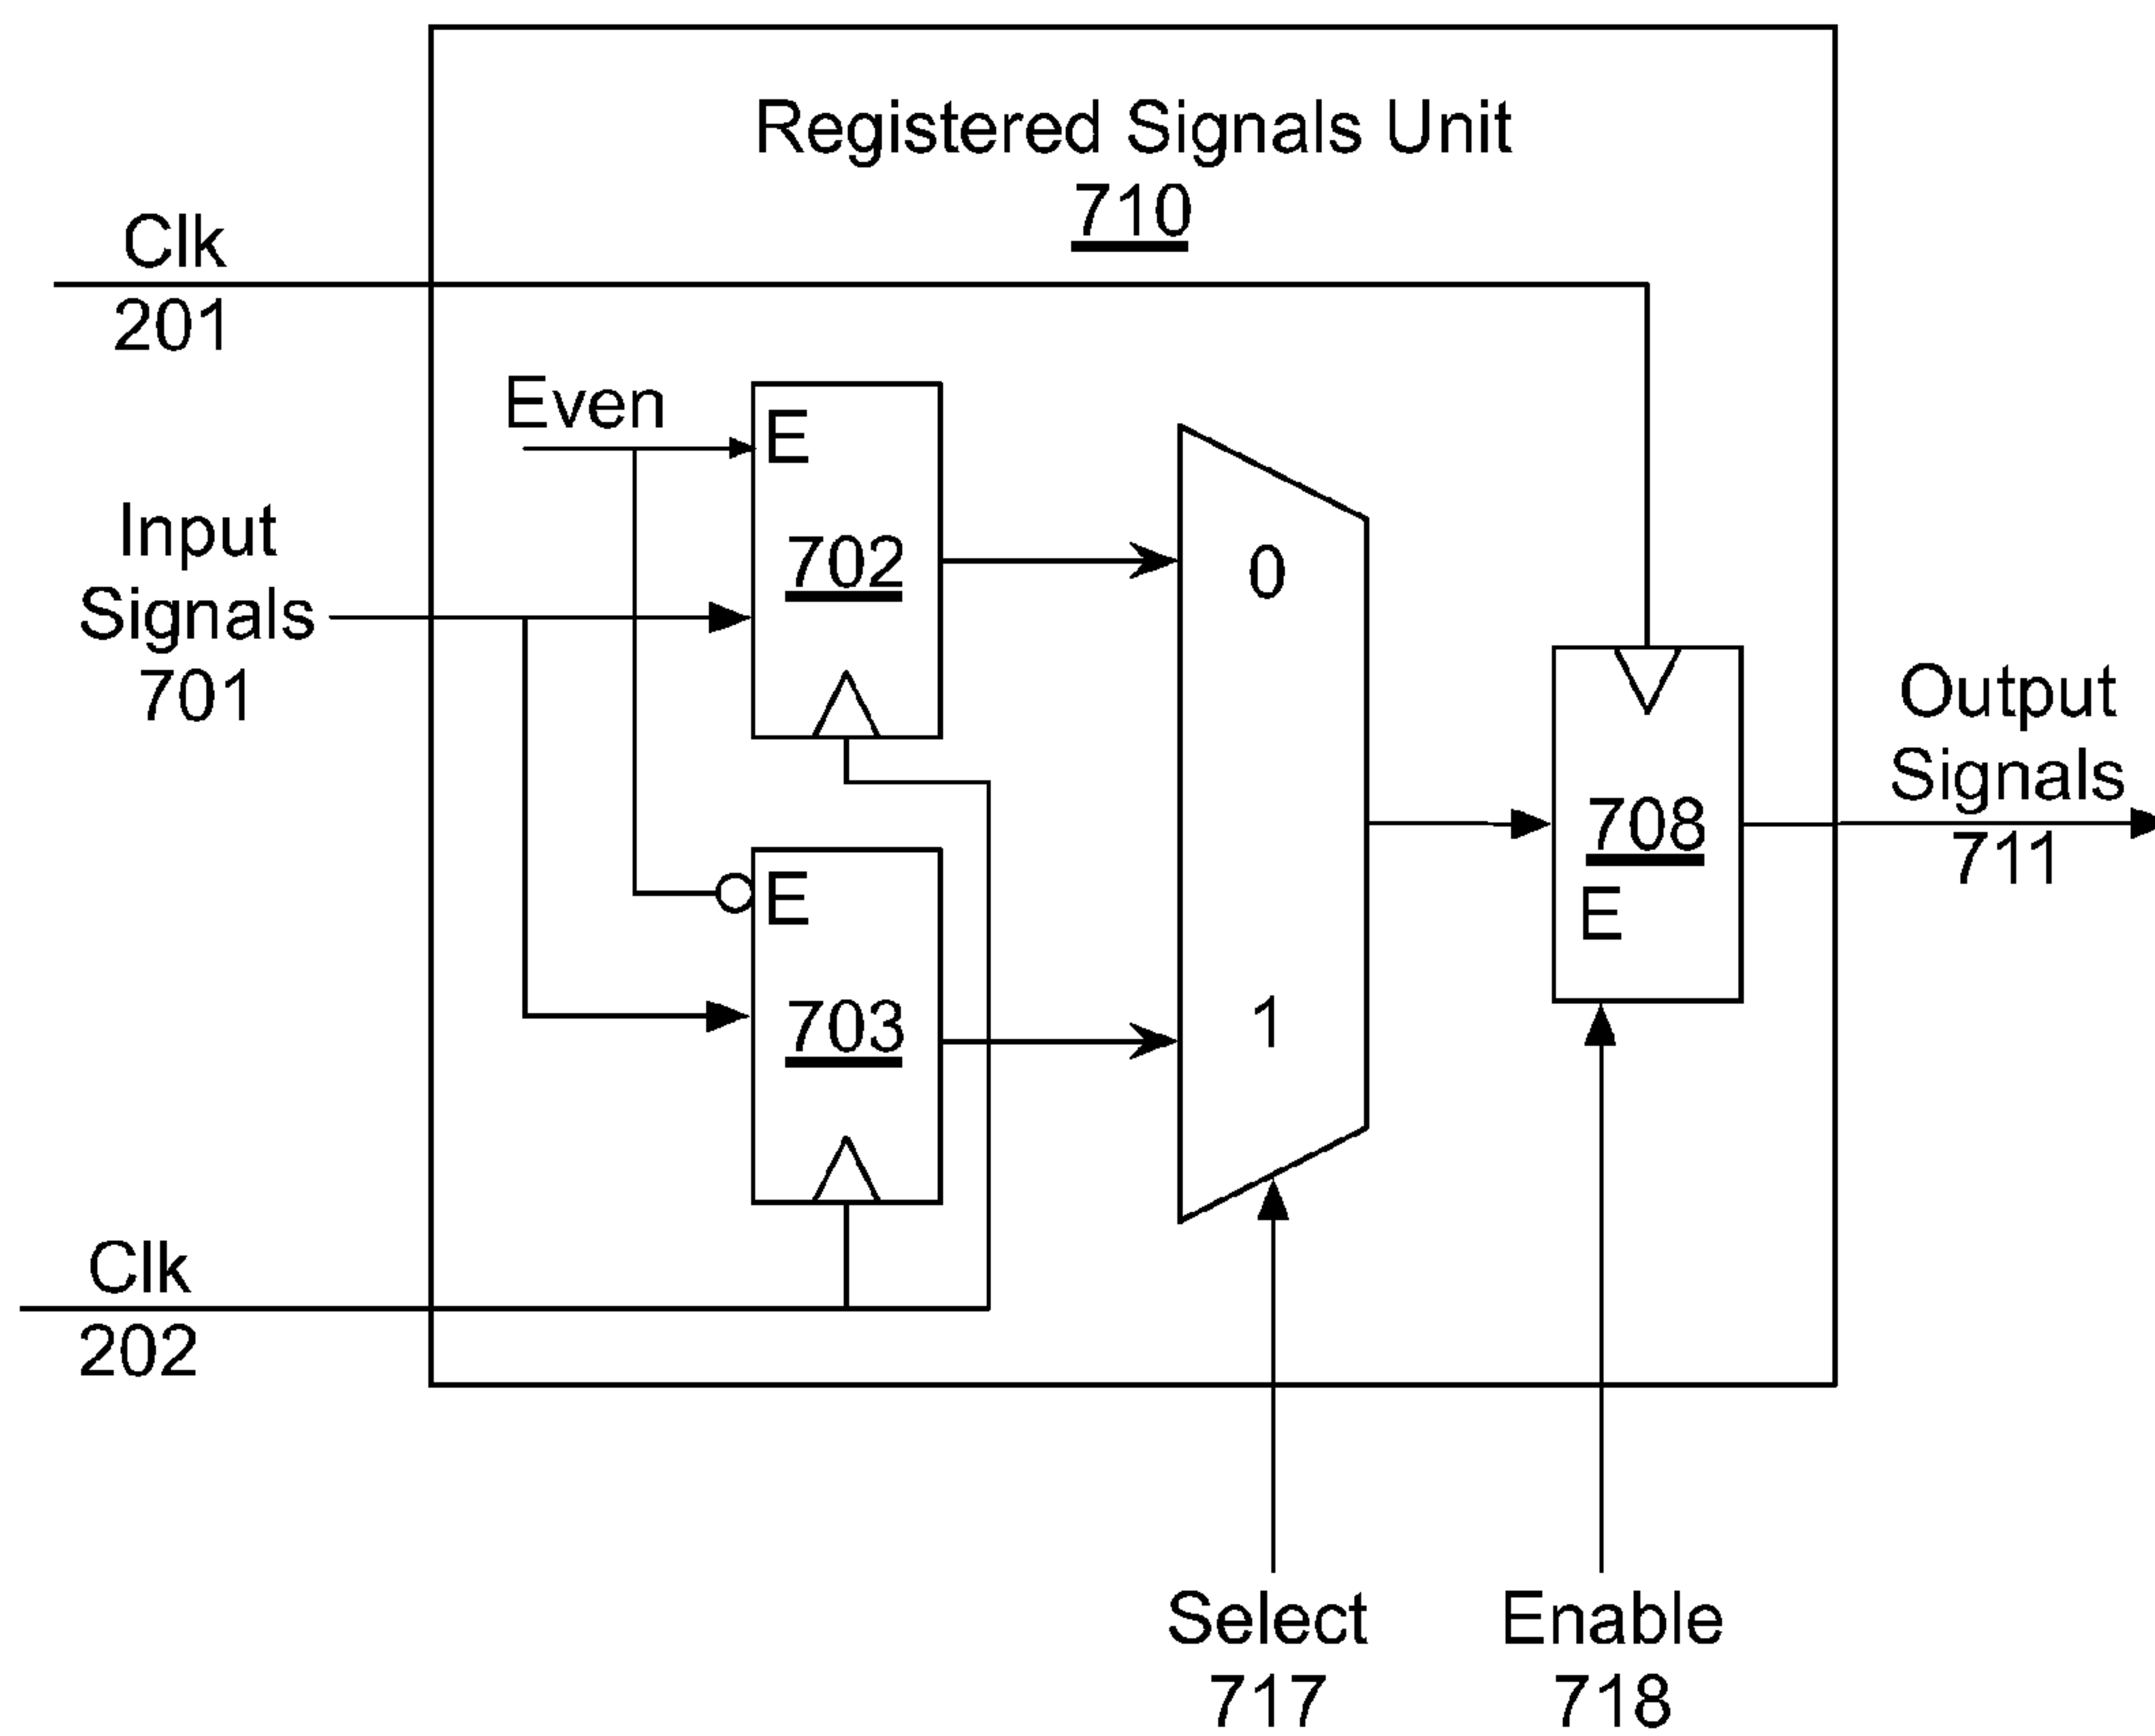 Registered Signals Unit
710
Clk
201
Even
E
702
Input
Signals
701
0
E
703
1
708
E
Output
Signals
711
Clk
202
Select
717
Enable
718